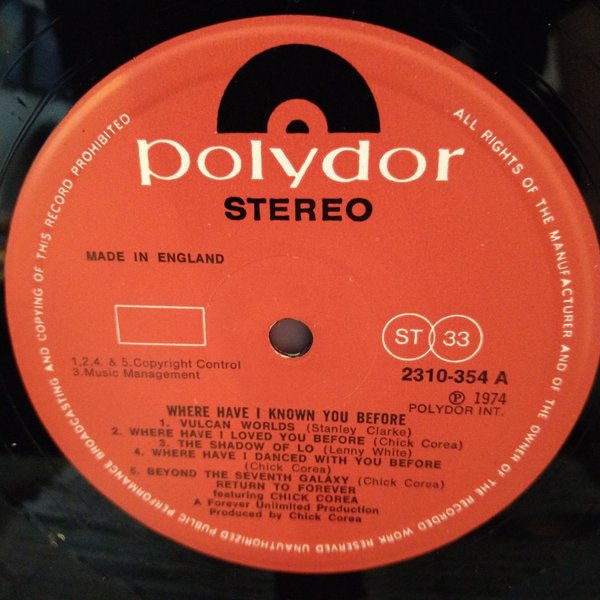 polydor
STEREO
ALL RIGHTS OF THE MANUFACTURER AND OF THE OWNER OF THE RECORDED WORK RESERVED UNAUTHORIZED PUBLIC PERFORMANCE BROADCASTING AND COPYING OF THIS RECORD PROHIBITED
MADE IN ENGLAND
ST 33
1,2,4. & 5.Copyright Control
3.Music Management
2310-354 A
℗ 1974
POLYDOR INT.
WHERE HAVE I KNOWN YOU BEFORE
1. VULCAN WORLDS (Stanley Clarke)
2. WHERE HAVE I LOVED YOU BEFORE (Chick Corea)
3. THE SHADOW OF LO (Lenny White)
4. WHERE HAVE I DANCED WITH YOU BEFORE
(Chick Corea)
5. BEYOND THE SEVENTH GALAXY (Chick Corea)
RETURN TO FOREVER
featuring CHICK COREA
A Forever Unlimited Production
Produced by Chick Corea